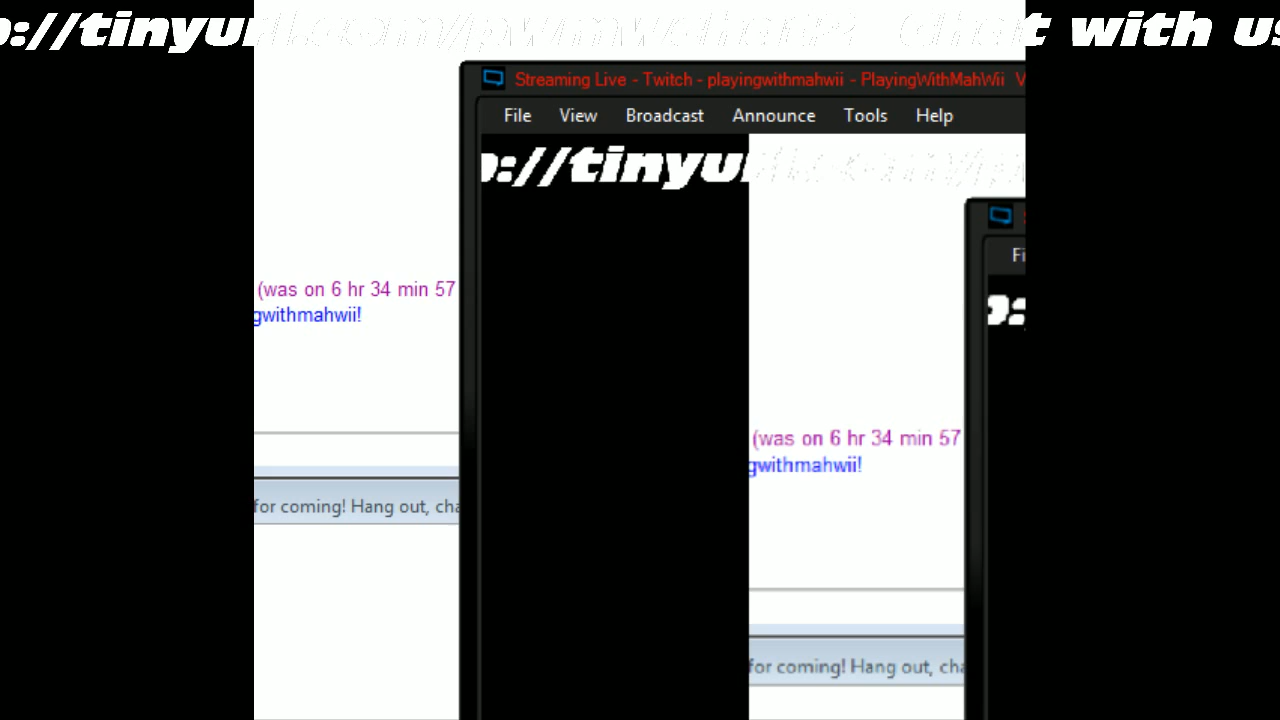 p://tinyurl.com/pwmwchat2 Chat with us
Streaming Live - Twitch - playingwithmahwii - PlayingWithMahWii V
File View Broadcast Announce Tools Help
p://tinyu
Fi
(was on 6 hr 34 min 57
gwithmahwii!
p:
(was on 6 hr 34 min 57
gwithmahwii!
for coming! Hang out, cha
for coming! Hang out, cha